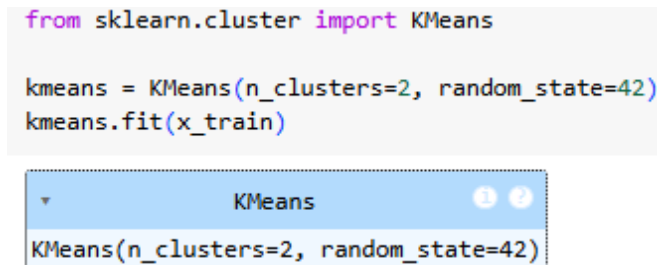 from sklearn.cluster import KMeans
kmeans = KMeans(n_clusters=2, random_state=42)
kmeans.fit(x_train)
▾ KMeans i ?
KMeans(n_clusters=2, random_state=42)